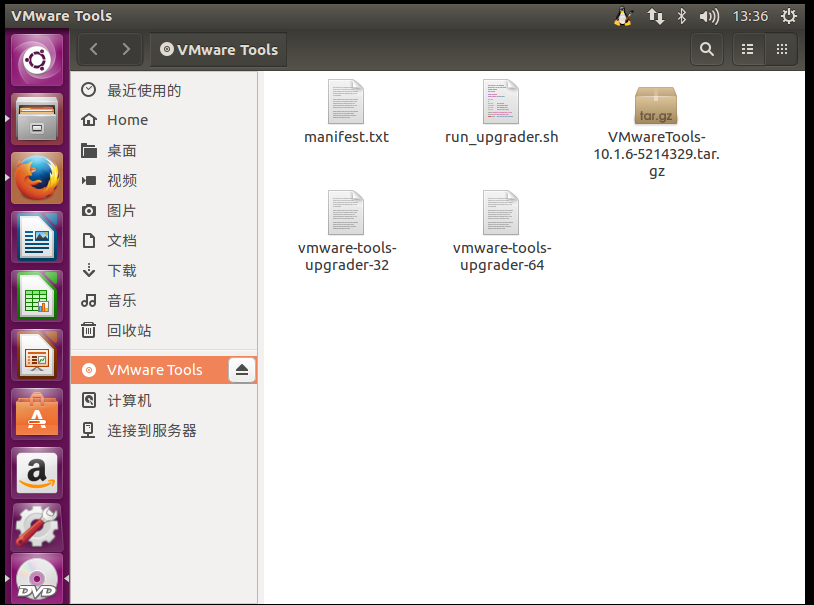 VMware Tools
13:36
VMware Tools
最近使用的
Home
桌面
视频
图片
文档
下载
音乐
回收站
VMware Tools
计算机
连接到服务器
manifest.txt
run_upgrader.sh
tar.gz
VMwareTools-
10.1.6-5214329.tar.
gz
vmware-tools-
upgrader-32
vmware-tools-
upgrader-64
A
a
DVD